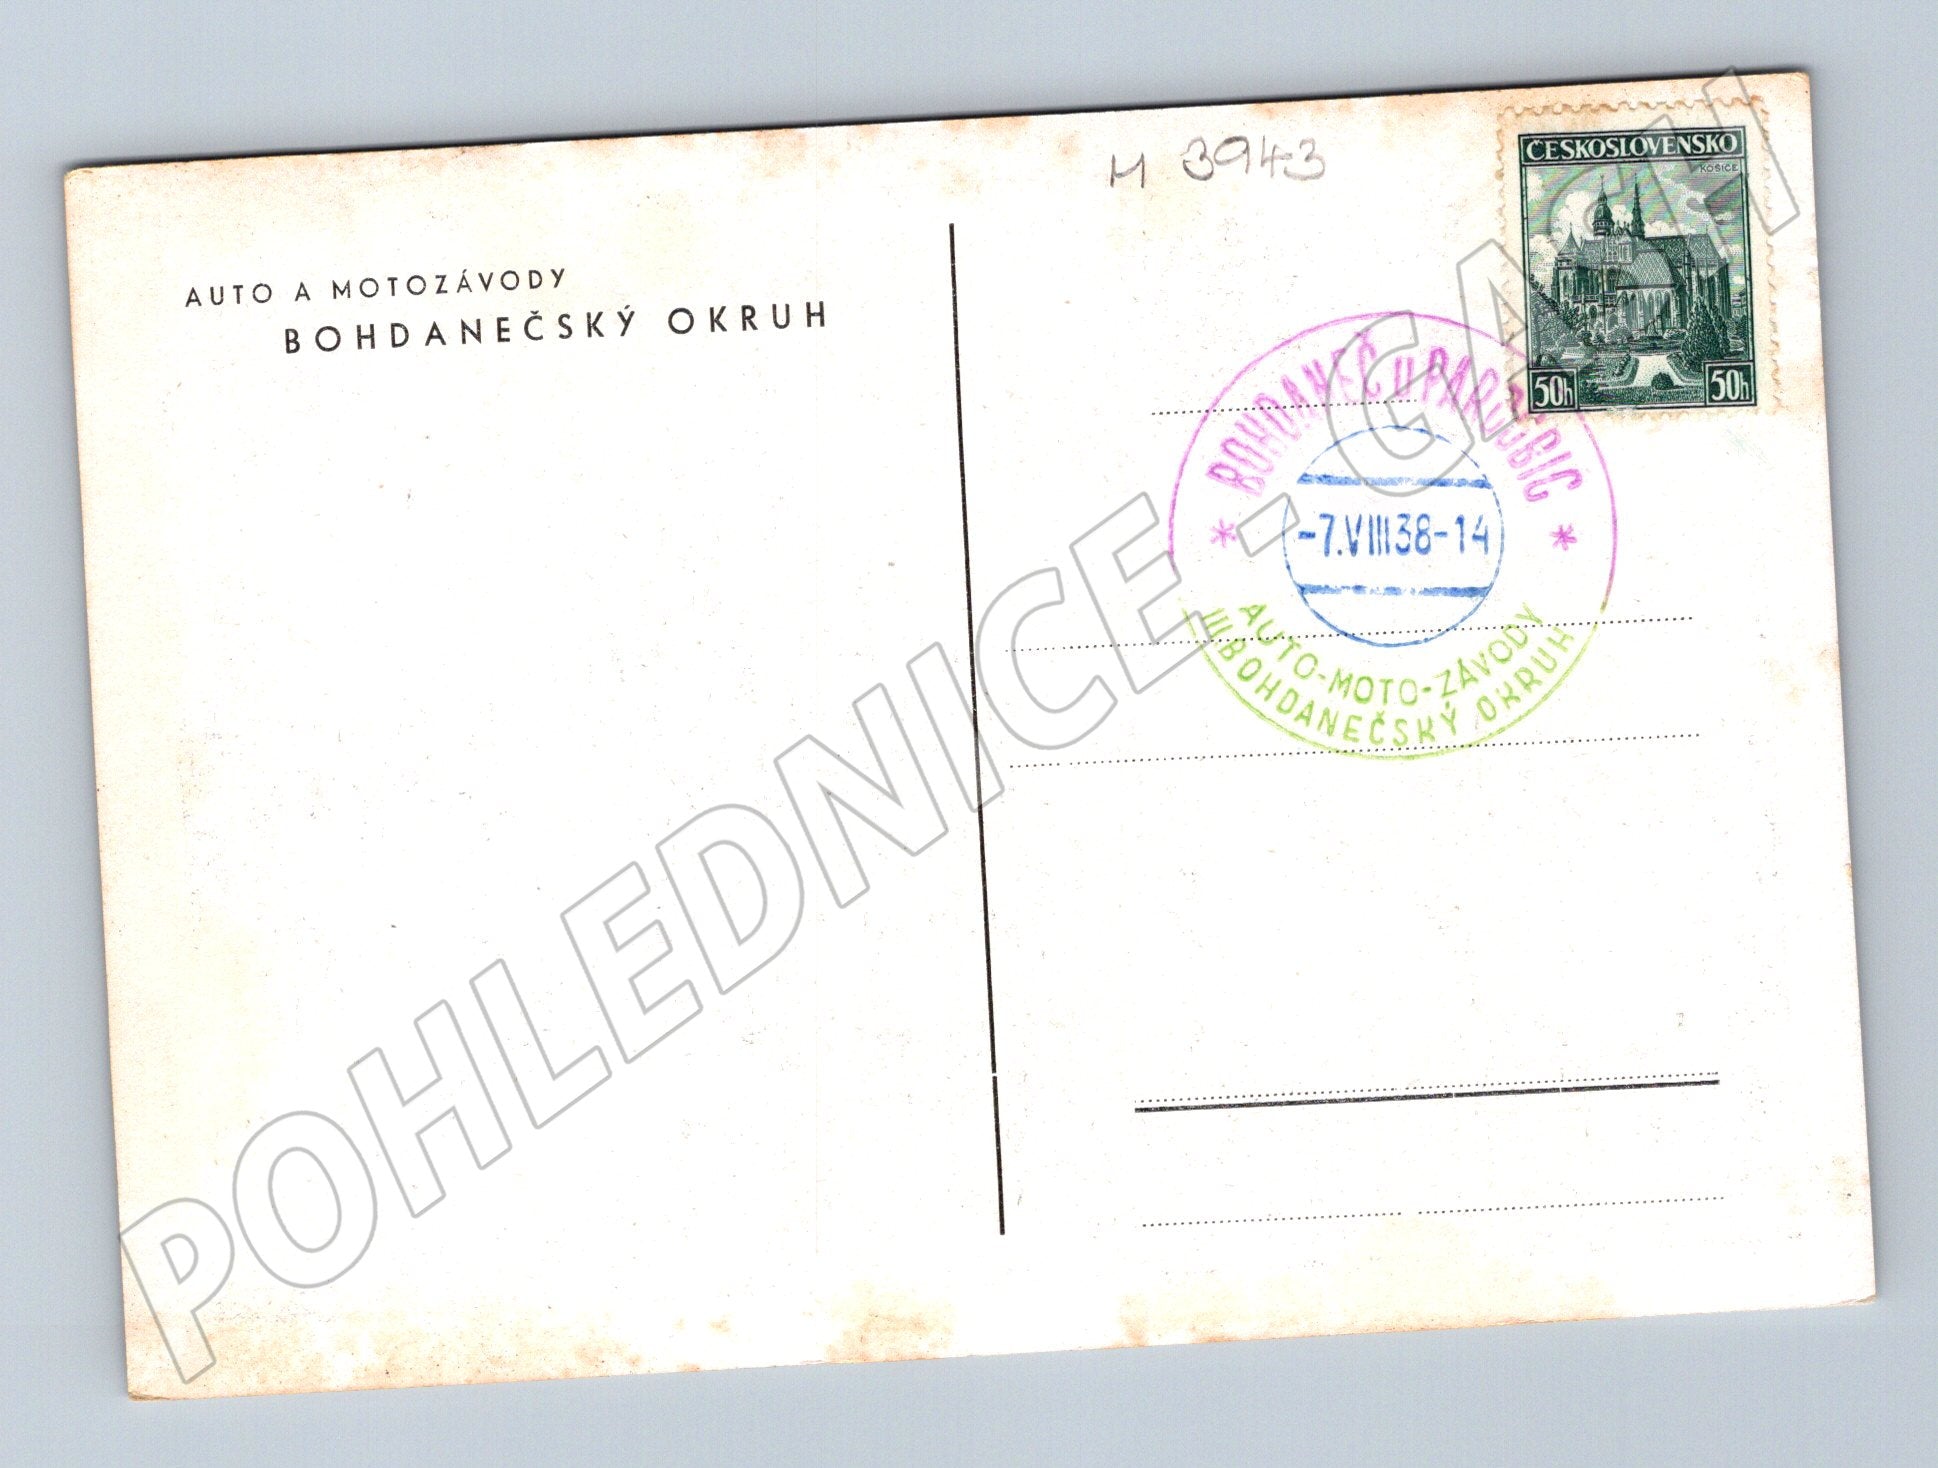 M 3943
ČESKOSLOVENSKO
KOŠICE
50h 50h
AUTO A MOTOZÁVODY
BOHDANEČSKÝ OKRUH
* BOHDANEČ U PARDUBIC *
-7.VIII38-14
AUTO-MOTO-ZÁVODY
III BOHDANEČSKÝ OKRUH
POHLEDNICE - GASH